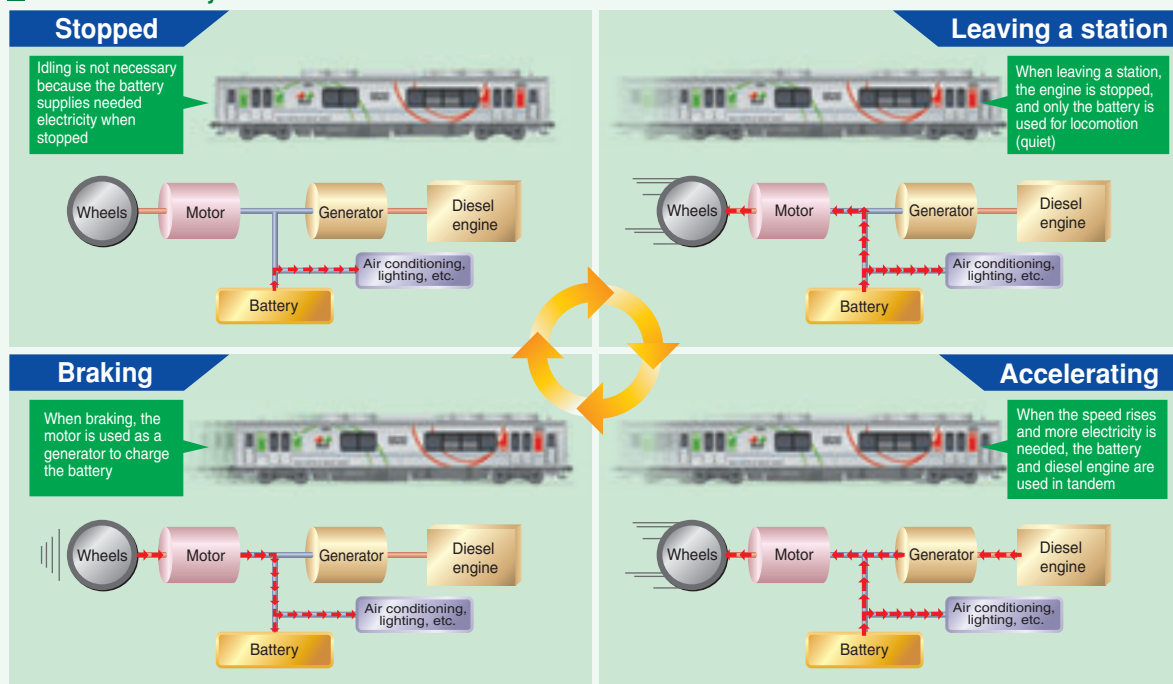 Stopped
Idling is not necessary
because the battery
supplies needed
electricity when
stopped
Wheels
Motor
Generator
Diesel
engine
Air conditioning,
lighting, etc.
Battery
Leaving a station
When leaving a station,
the engine is stopped,
and only the battery is
used for locomotion
(quiet)
Wheels
Motor
Generator
Diesel
engine
Air conditioning,
lighting, etc.
Battery
Braking
When braking, the
motor is used as a
generator to charge
the battery
Wheels
Motor
Generator
Diesel
engine
Air conditioning,
lighting, etc.
Battery
Accelerating
When the speed rises
and more electricity is
needed, the battery
and diesel engine are
used in tandem
Wheels
Motor
Generator
Diesel
engine
Air conditioning,
lighting, etc.
Battery